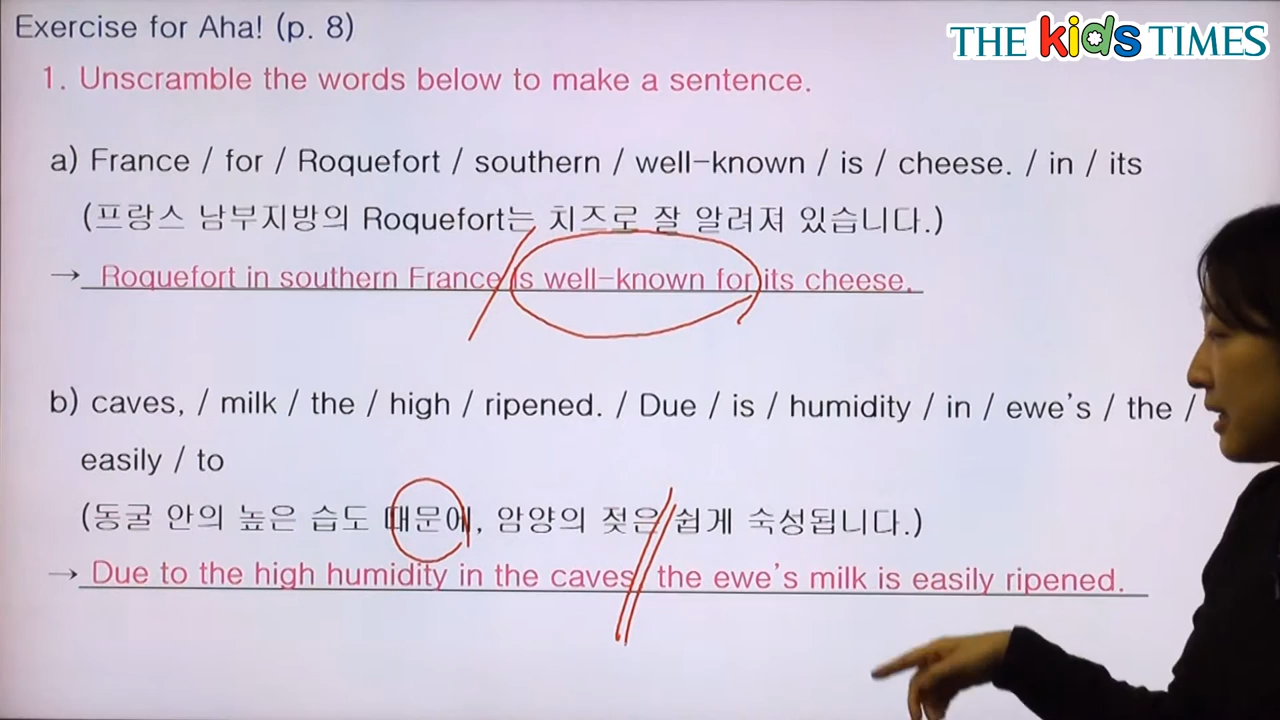 Exercise for Aha! (p. 8)
THE kids TIMES
1. Unscramble the words below to make a sentence.
a) France / for / Roquefort / southern / well-known / is / cheese. / in / its
(프랑스 남부지방의 Roquefort는 치즈로 잘 알려져 있습니다.)
→ Roquefort in southern France is well-known for its cheese.
b) caves, / milk / the / high / ripened. / Due / is / humidity / in / ewe's / the /
easily / to
(동굴 안의 높은 습도 때문에, 암양의 젖은 쉽게 숙성됩니다.)
→ Due to the high humidity in the caves, the ewe's milk is easily ripened.